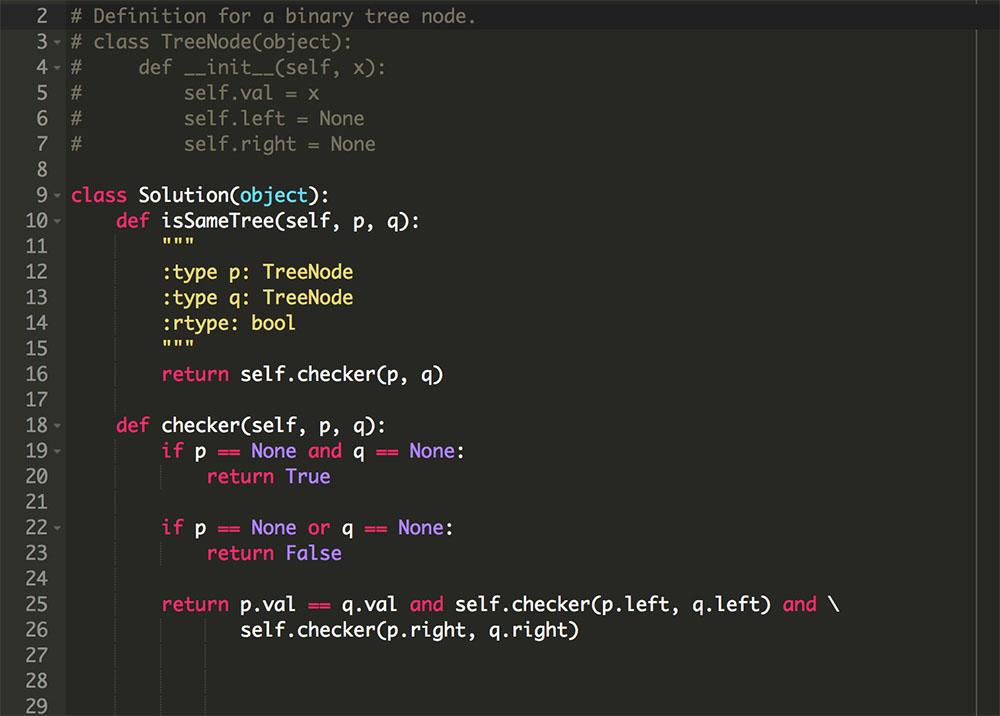 2 # Definition for a binary tree node.
3 # class TreeNode(object):
4 #     def __init__(self, x):
5 #         self.val = x
6 #         self.left = None
7 #         self.right = None
8
9 class Solution(object):
10     def isSameTree(self, p, q):
11         """
12         :type p: TreeNode
13         :type q: TreeNode
14         :rtype: bool
15         """
16         return self.checker(p, q)
17
18     def checker(self, p, q):
19         if p == None and q == None:
20             return True
21
22         if p == None or q == None:
23             return False
24
25         return p.val == q.val and self.checker(p.left, q.left) and \
26                self.checker(p.right, q.right)
27
28
29